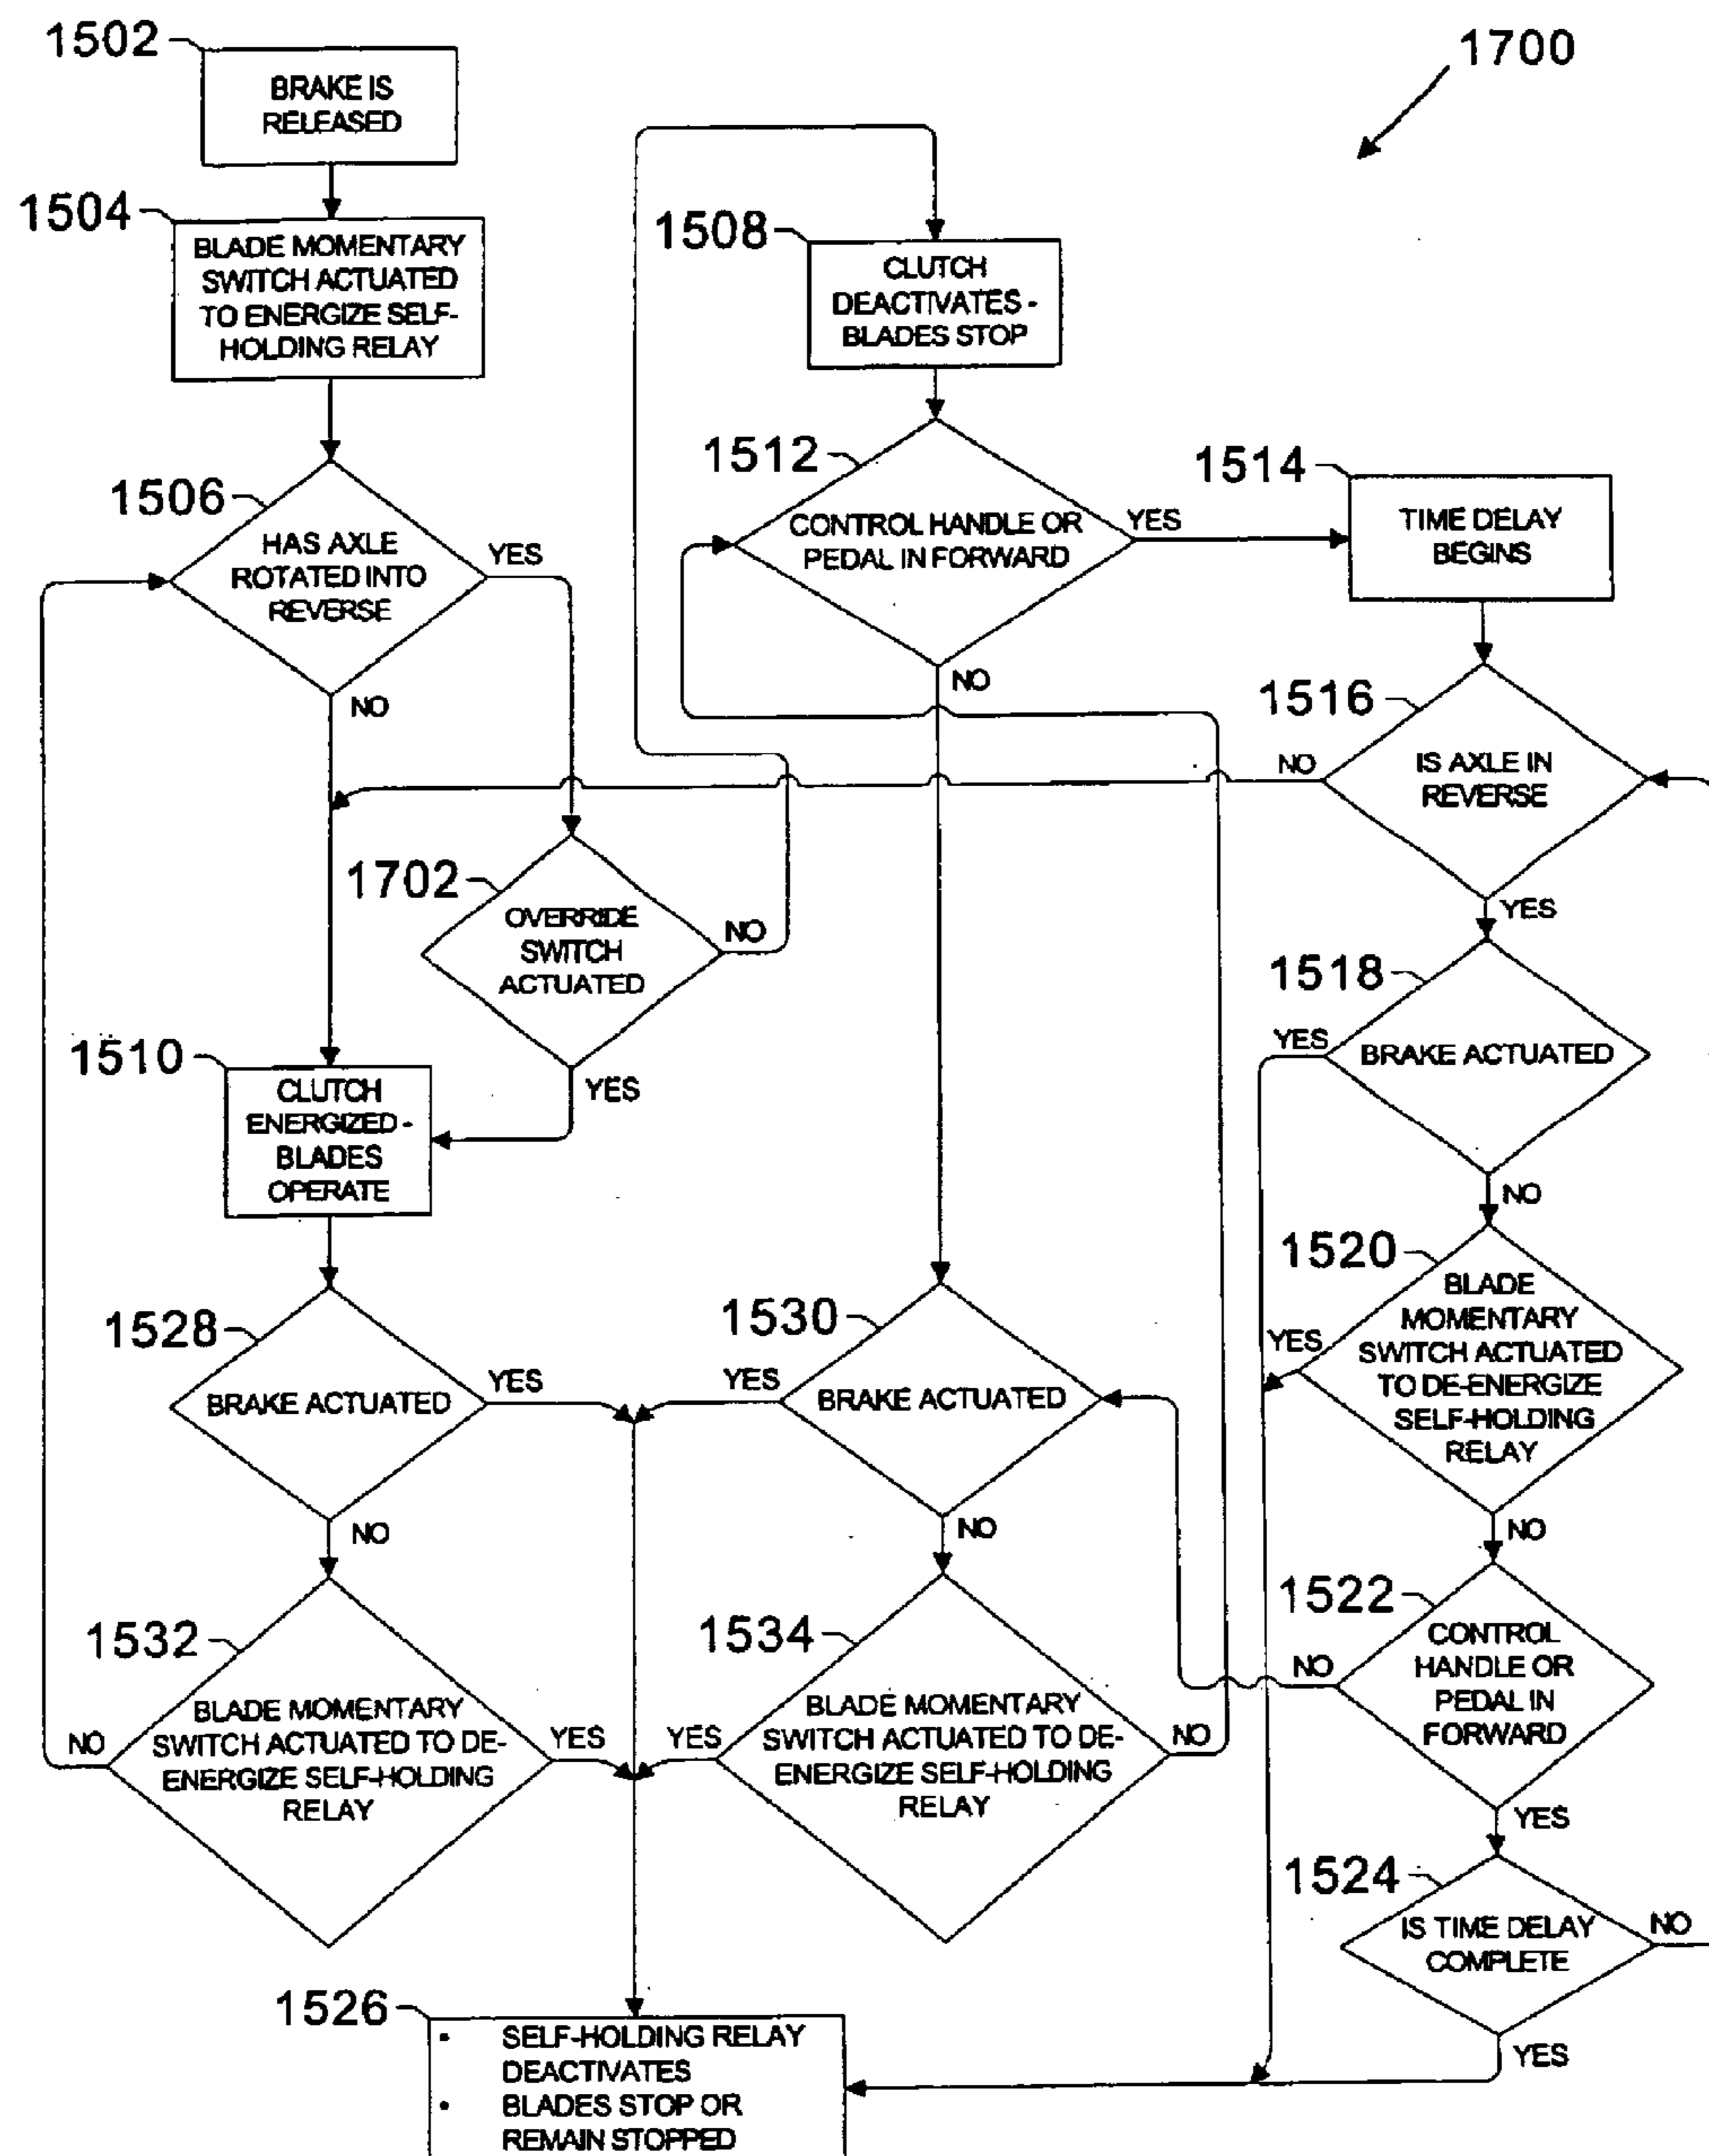 1502
BRAKE IS
RELEASED
1700
1504
BLADE MOMENTARY
SWITCH ACTUATED
TO ENERGIZE SELF-
HOLDING RELAY
1508
CLUTCH
DEACTIVATES -
BLADES STOP
1506
HAS AXLE
ROTATED INTO
REVERSE
YES
NO
1512
CONTROL HANDLE OR
PEDAL IN FORWARD
YES
NO
1514
TIME DELAY
BEGINS
1516
IS AXLE IN
REVERSE
NO
YES
1702
OVERRIDE
SWITCH
ACTUATED
NO
YES
1518
BRAKE ACTUATED
YES
NO
1510
CLUTCH
ENERGIZED -
BLADES
OPERATE
1520
BLADE
MOMENTARY
SWITCH ACTUATED
TO DE-ENERGIZE
SELF-HOLDING
RELAY
YES
NO
1528
BRAKE ACTUATED
YES
NO
1530
BRAKE ACTUATED
YES
NO
1522
CONTROL
HANDLE OR
PEDAL IN
FORWARD
NO
YES
1532
BLADE MOMENTARY
SWITCH ACTUATED TO DE-
ENERGIZE SELF-HOLDING
RELAY
NO
YES
1534
BLADE MOMENTARY
SWITCH ACTUATED TO DE-
ENERGIZE SELF-HOLDING
RELAY
YES
NO
1524
IS TIME DELAY
COMPLETE
NO
YES
1526
• SELF-HOLDING RELAY
DEACTIVATES
• BLADES STOP OR
REMAIN STOPPED